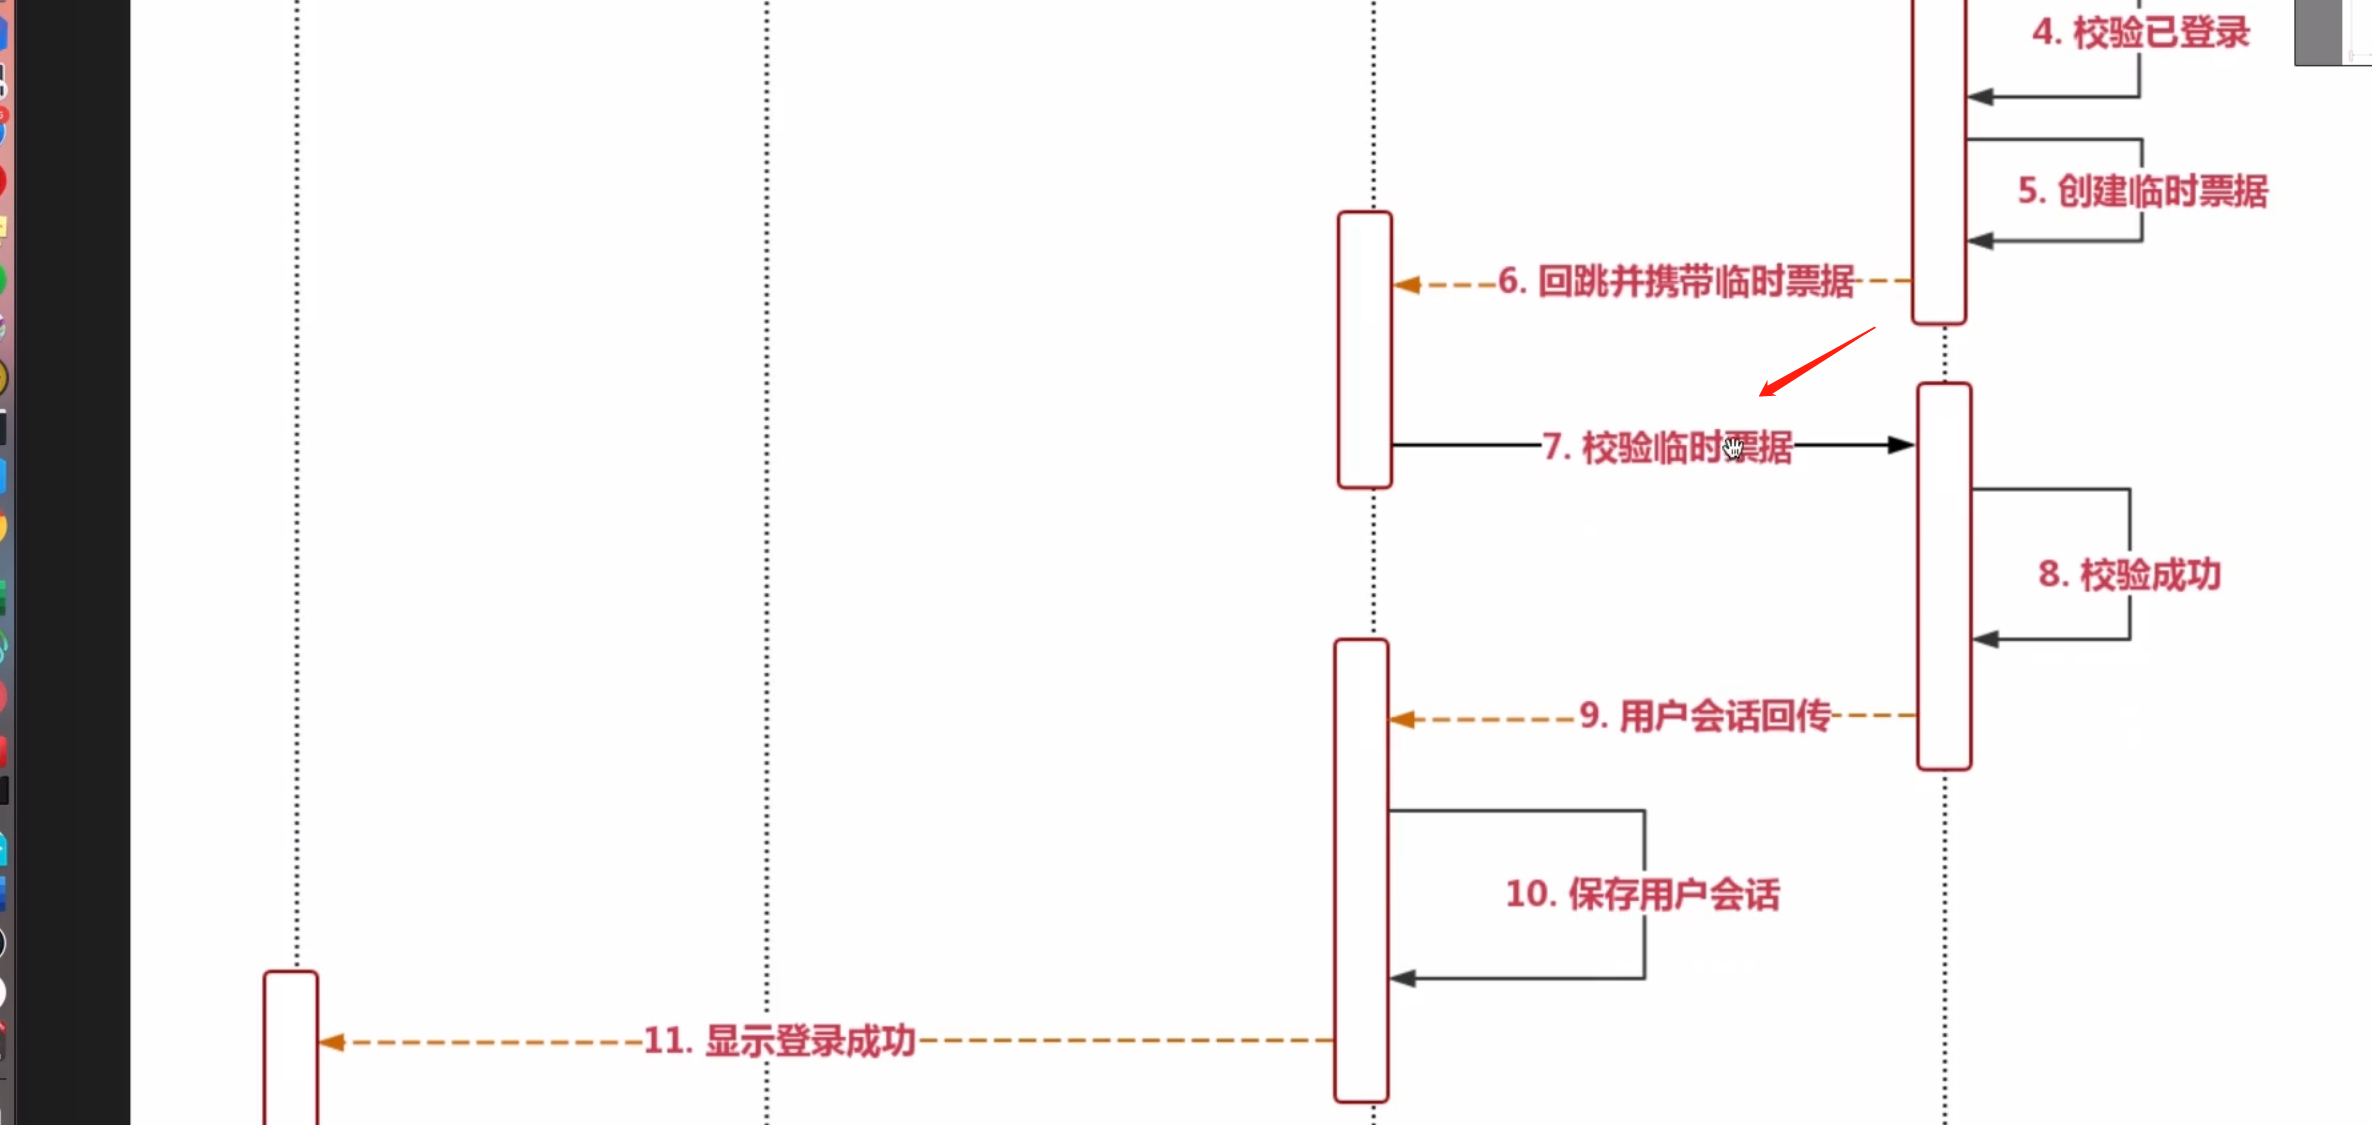 4. 校验已登录
5. 创建临时票据
6. 回跳并携带临时票据
7. 校验临时票据
8. 校验成功
9. 用户会话回传
10. 保存用户会话
11. 显示登录成功